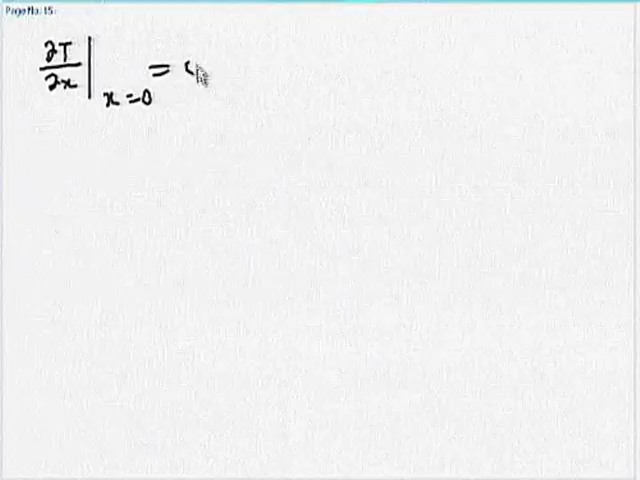 Page No: 15
∂T/∂x | x=0 =